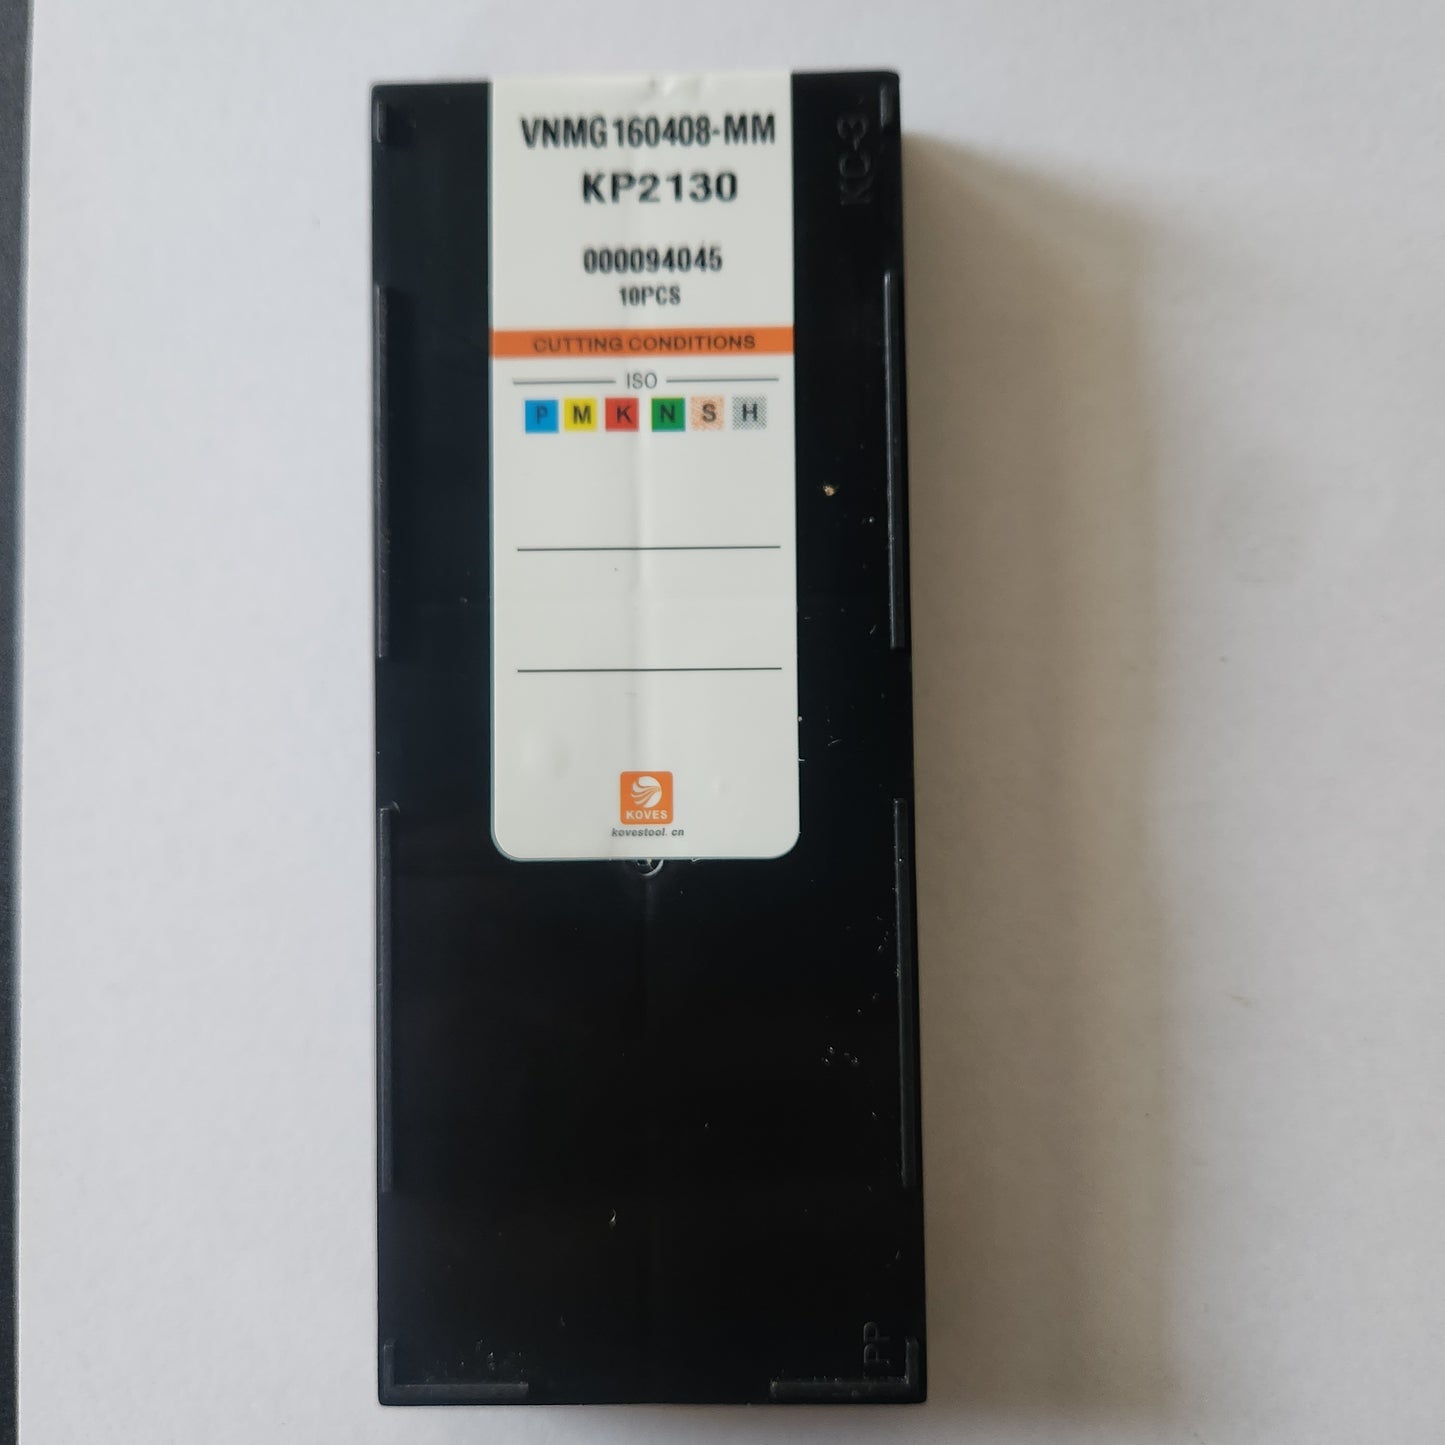 VNMG160408-MM
KP2130
000094045
10PCS
CUTTING CONDITIONS
ISO
P M K N S H
KOVES
kovestool.cn
KC-3
PP